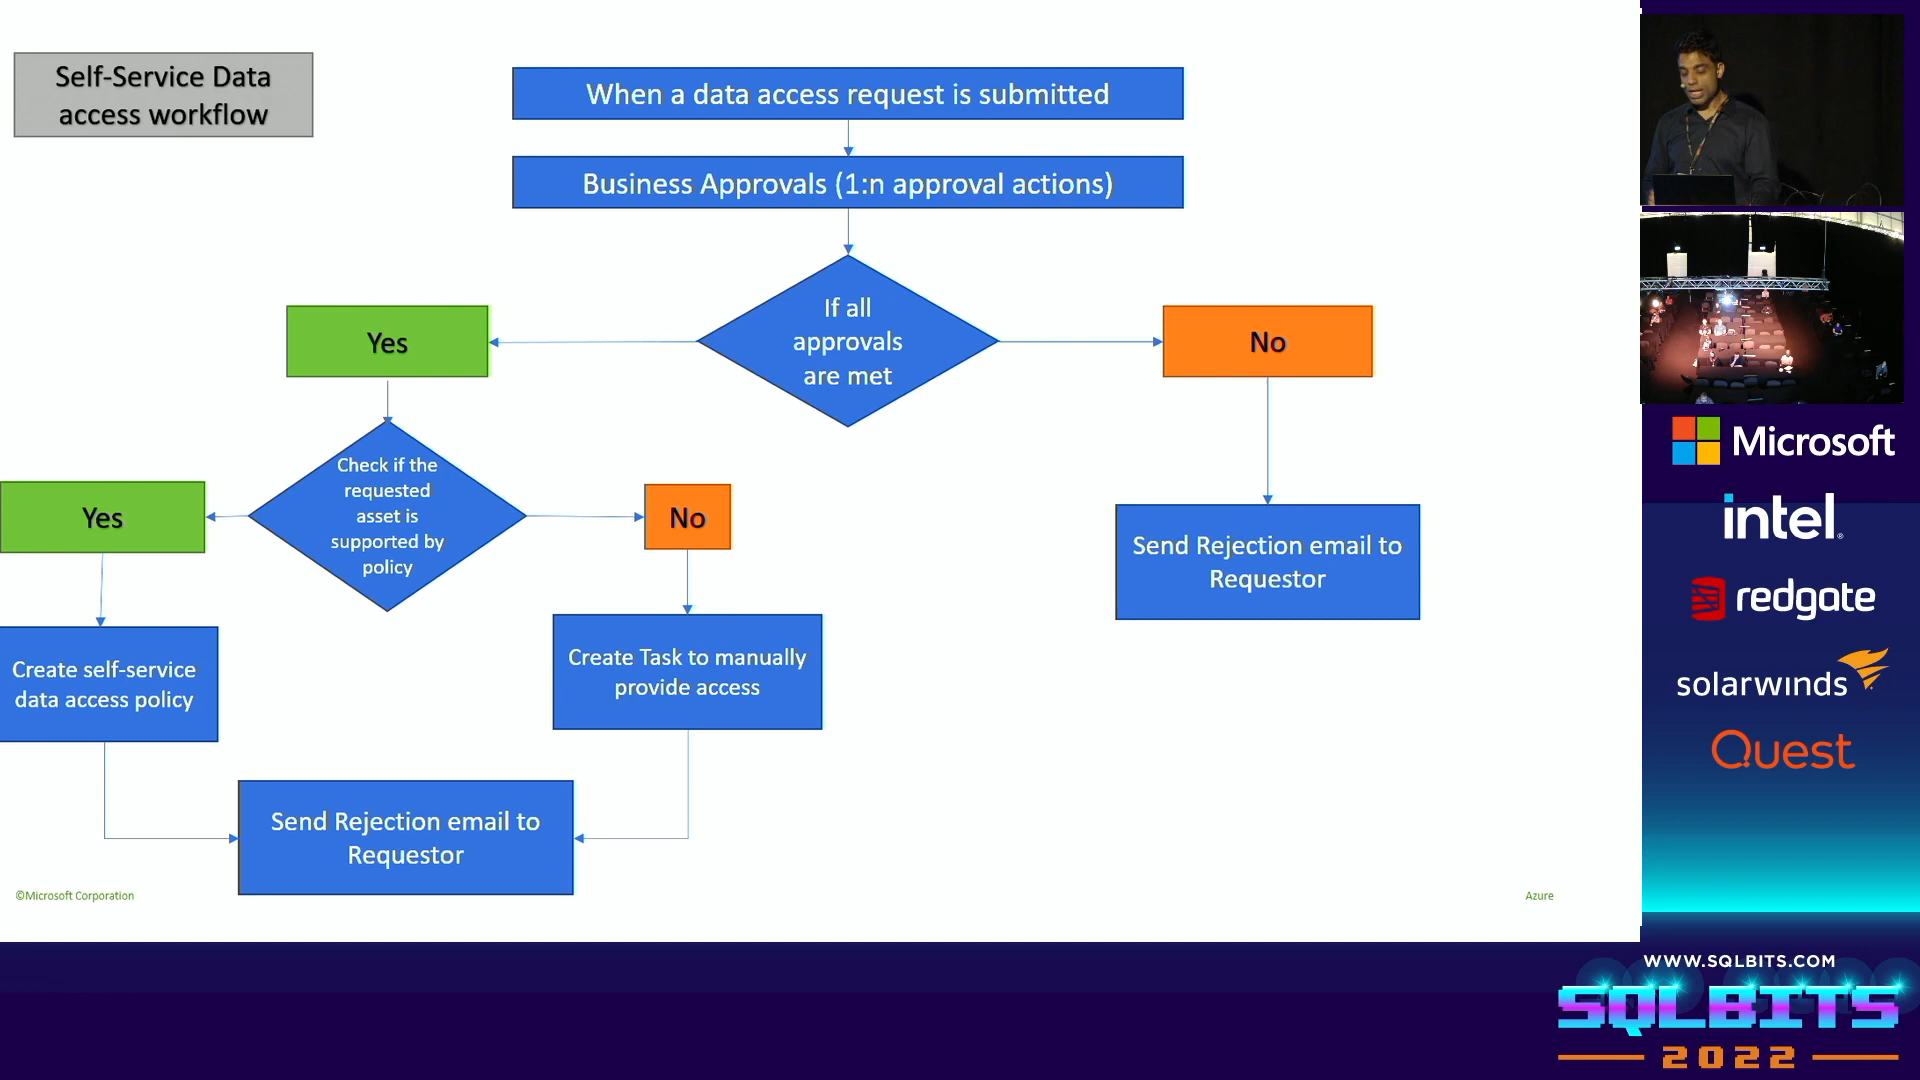 Self-Service Data
access workflow
When a data access request is submitted
Business Approvals (1:n approval actions)
If all
approvals
are met
Yes
No
Check if the
requested
asset is
supported by
policy
Yes
No
Send Rejection email to
Requestor
Create self-service
data access policy
Create Task to manually
provide access
Send Rejection email to
Requestor
©Microsoft Corporation
Azure
Microsoft
intel
redgate
solarwinds
Quest
WWW.SQLBITS.COM
SQLBITS
2022